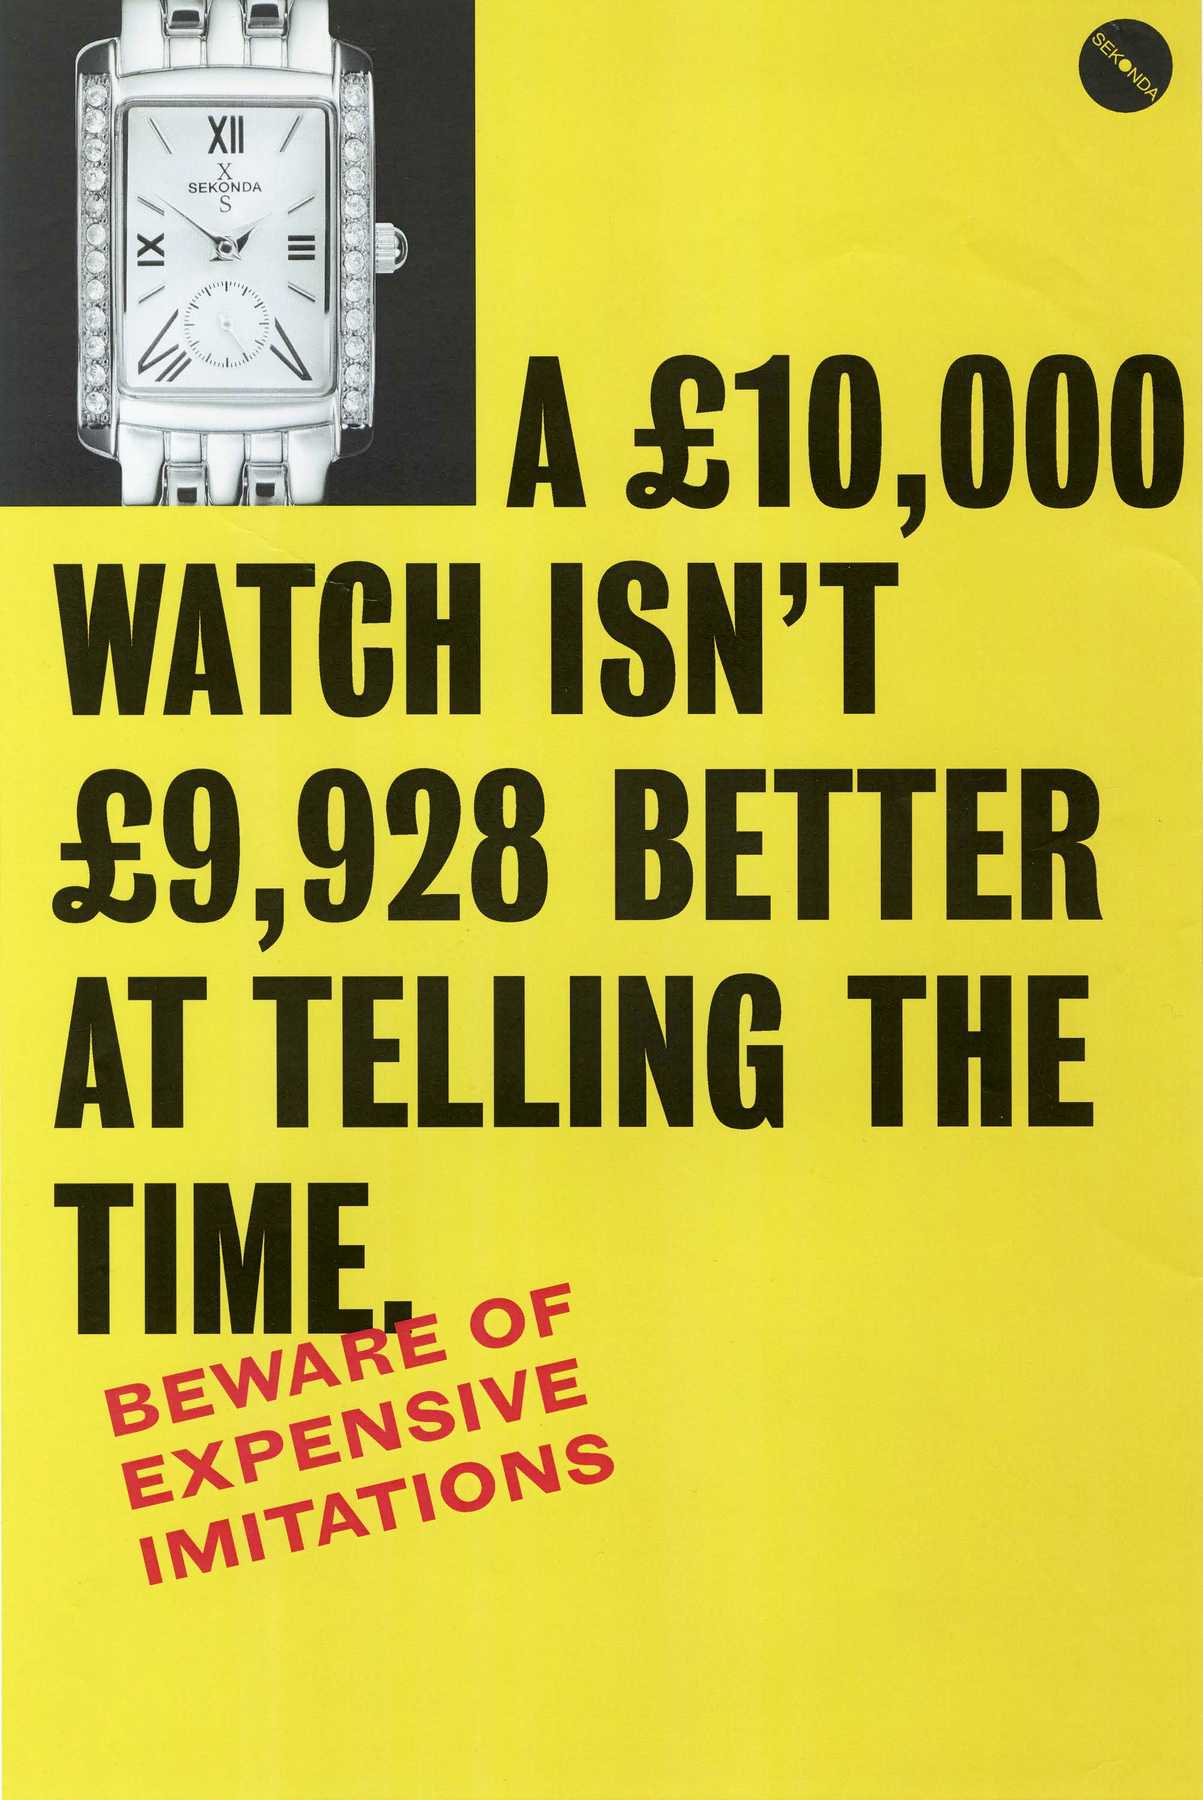 SEKONDA
XII
X
SEKONDA
S
IX
III
VII
V
A £10,000
WATCH ISN'T
£9,928 BETTER
AT TELLING THE
TIME.
BEWARE OF
EXPENSIVE
IMITATIONS